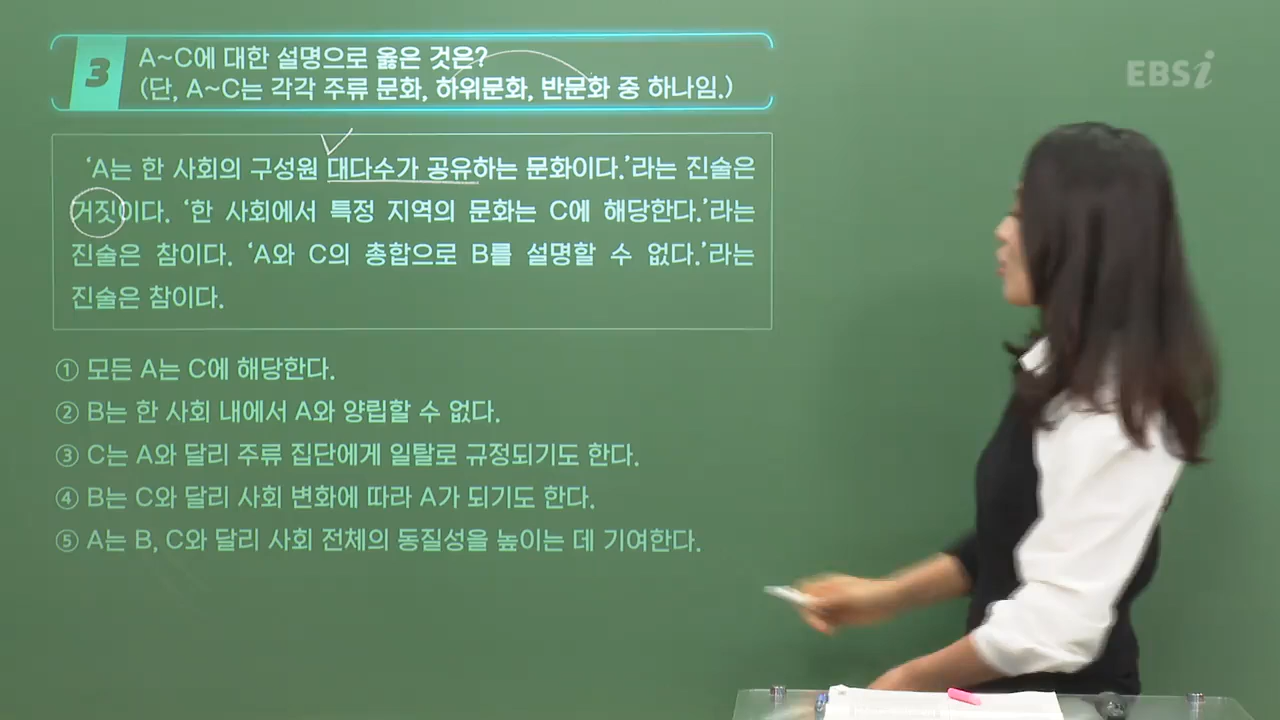 EBSi
3
A~C에 대한 설명으로 옳은 것은?
(단, A~C는 각각 주류 문화, 하위문화, 반문화 중 하나임.)
‘A는 한 사회의 구성원 대다수가 공유하는 문화이다.’라는 진술은
거짓이다. ‘한 사회에서 특정 지역의 문화는 C에 해당한다.’라는
진술은 참이다. ‘A와 C의 총합으로 B를 설명할 수 없다.’라는
진술은 참이다.
① 모든 A는 C에 해당한다.
② B는 한 사회 내에서 A와 양립할 수 없다.
③ C는 A와 달리 주류 집단에게 일탈로 규정되기도 한다.
④ B는 C와 달리 사회 변화에 따라 A가 되기도 한다.
⑤ A는 B, C와 달리 사회 전체의 동질성을 높이는 데 기여한다.